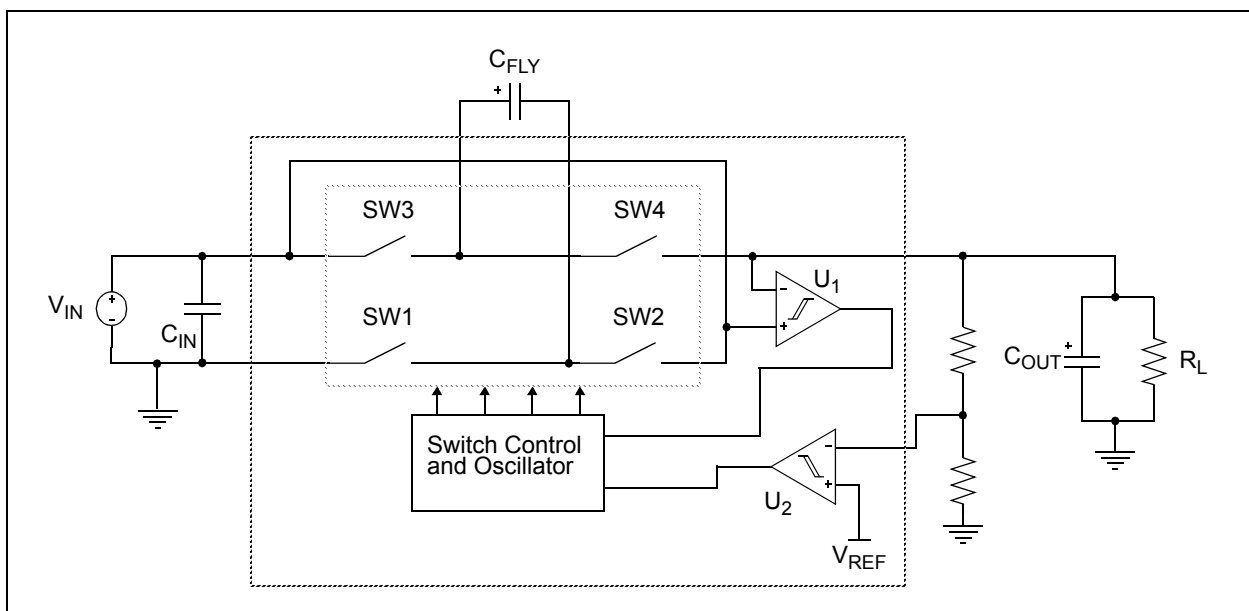 C_FLY
+
SW3
SW4
U_1
V_IN
+
-
C_IN
SW1
SW2
-
+
+
C_OUT
R_L
Switch Control
and Oscillator
-
+
U_2
V_REF